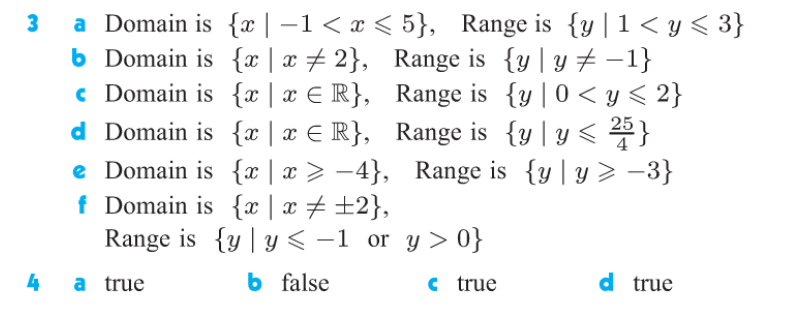 3 a Domain is {x | −1 < x ⩽ 5}, Range is {y | 1 < y ⩽ 3}
b Domain is {x | x ≠ 2}, Range is {y | y ≠ −1}
c Domain is {x | x ∈ ℝ}, Range is {y | 0 < y ⩽ 2}
d Domain is {x | x ∈ ℝ}, Range is {y | y ⩽ 25/4}
e Domain is {x | x ⩾ −4}, Range is {y | y ⩾ −3}
f Domain is {x | x ≠ ±2},
Range is {y | y ⩽ −1 or y > 0}
4 a true b false c true d true